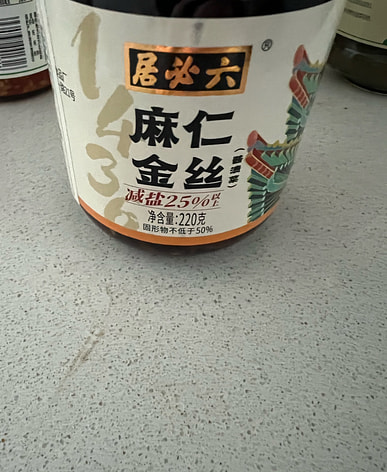 居必六
®
麻仁
金丝
(酱渍菜)
减盐25%以上
净含量:220克
固形物不低于50%
1436